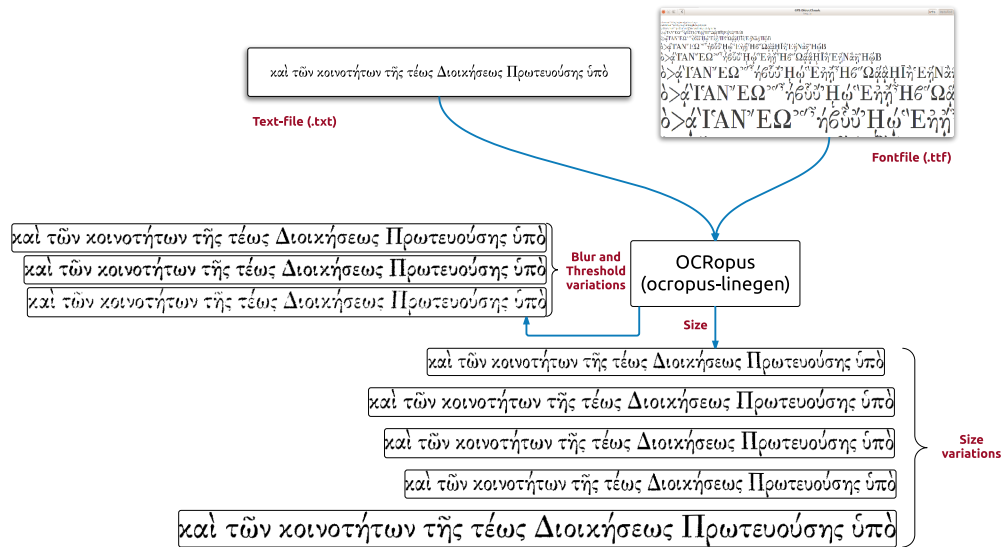 καὶ τῶν κοινοτήτων τῆς τέως Διοικήσεως Πρωτευούσης ὑπὸ
Text-file (.txt)
Fontfile (.ttf)
καὶ τῶν κοινοτήτων τῆς τέως Διοικήσεως Πρωτευούσης ὑπὸ
καὶ τῶν κοινοτήτων τῆς τέως Διοικήσεως Πρωτευούσης ὑπὸ
καὶ τῶν κοινοτήτων τῆς τέως Διοικήσεως Πρωτευούσης ὑπὸ
Blur and
Threshold
variations
OCRopus
(ocropus-linegen)
Size
καὶ τῶν κοινοτήτων τῆς τέως Διοικήσεως Πρωτευούσης ὑπὸ
καὶ τῶν κοινοτήτων τῆς τέως Διοικήσεως Πρωτευούσης ὑπὸ
καὶ τῶν κοινοτήτων τῆς τέως Διοικήσεως Πρωτευούσης ὑπὸ
καὶ τῶν κοινοτήτων τῆς τέως Διοικήσεως Πρωτευούσης ὑπὸ
καὶ τῶν κοινοτήτων τῆς τέως Διοικήσεως Πρωτευούσης ὑπὸ
Size
variations